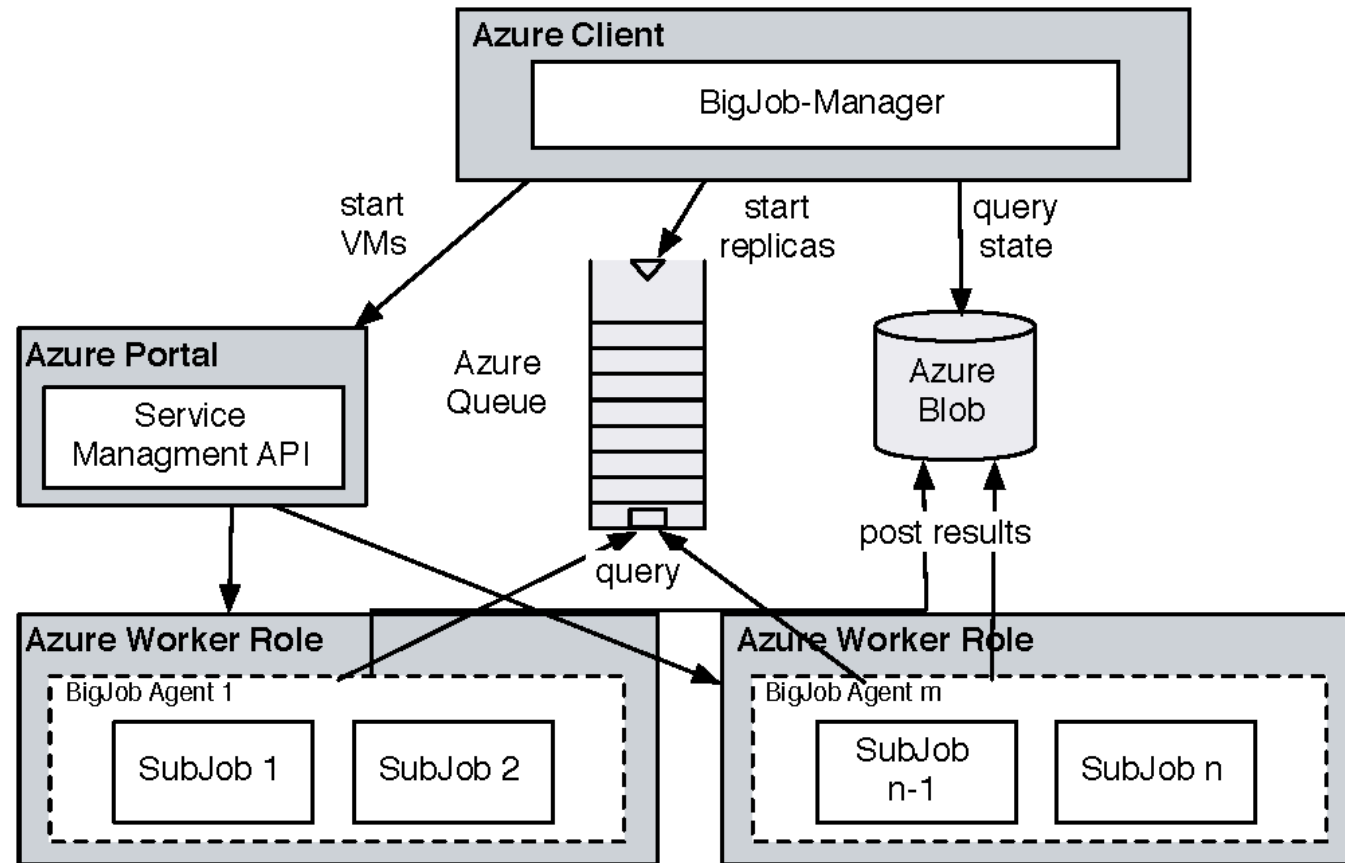 Azure Client
BigJob-Manager
start
VMs
start
replicas
query
state
Azure Portal
Service
Managment API
Azure
Queue
Azure
Blob
post results
query
Azure Worker Role
BigJob Agent 1
SubJob 1
SubJob 2
Azure Worker Role
BigJob Agent m
SubJob
n-1
SubJob n